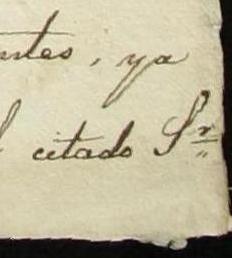 ntes, ya
l citado Sr